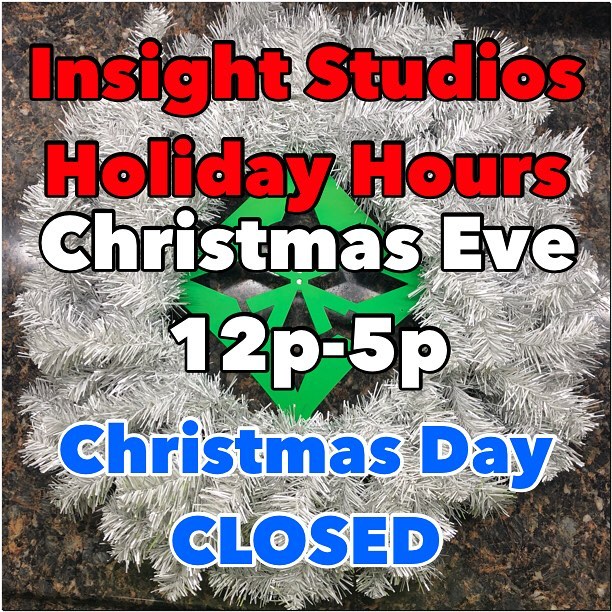 Insight Studios
Holiday Hours
Christmas Eve
12p-5p
Christmas Day
CLOSED